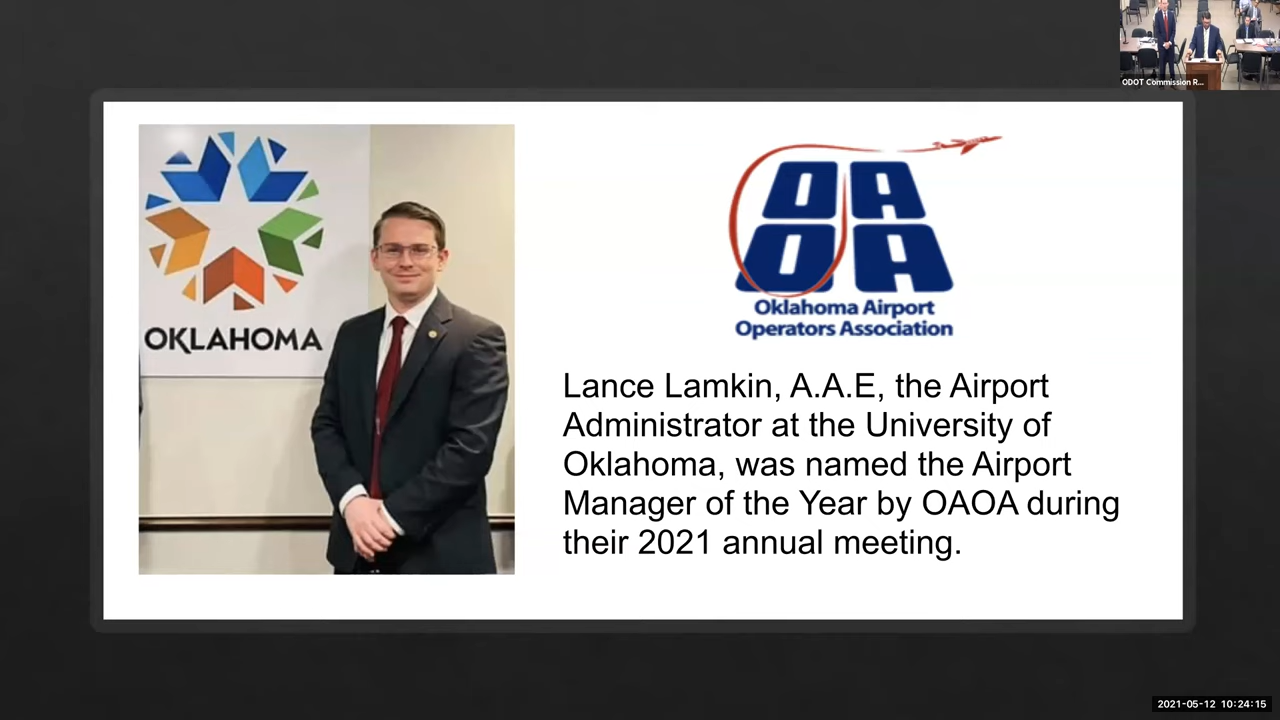 ODOT Commission R...
OKLAHOMA
OA
OA
Oklahoma Airport
Operators Association
Lance Lamkin, A.A.E, the Airport
Administrator at the University of
Oklahoma, was named the Airport
Manager of the Year by OAOA during
their 2021 annual meeting.
2021-05-12 10:24:15